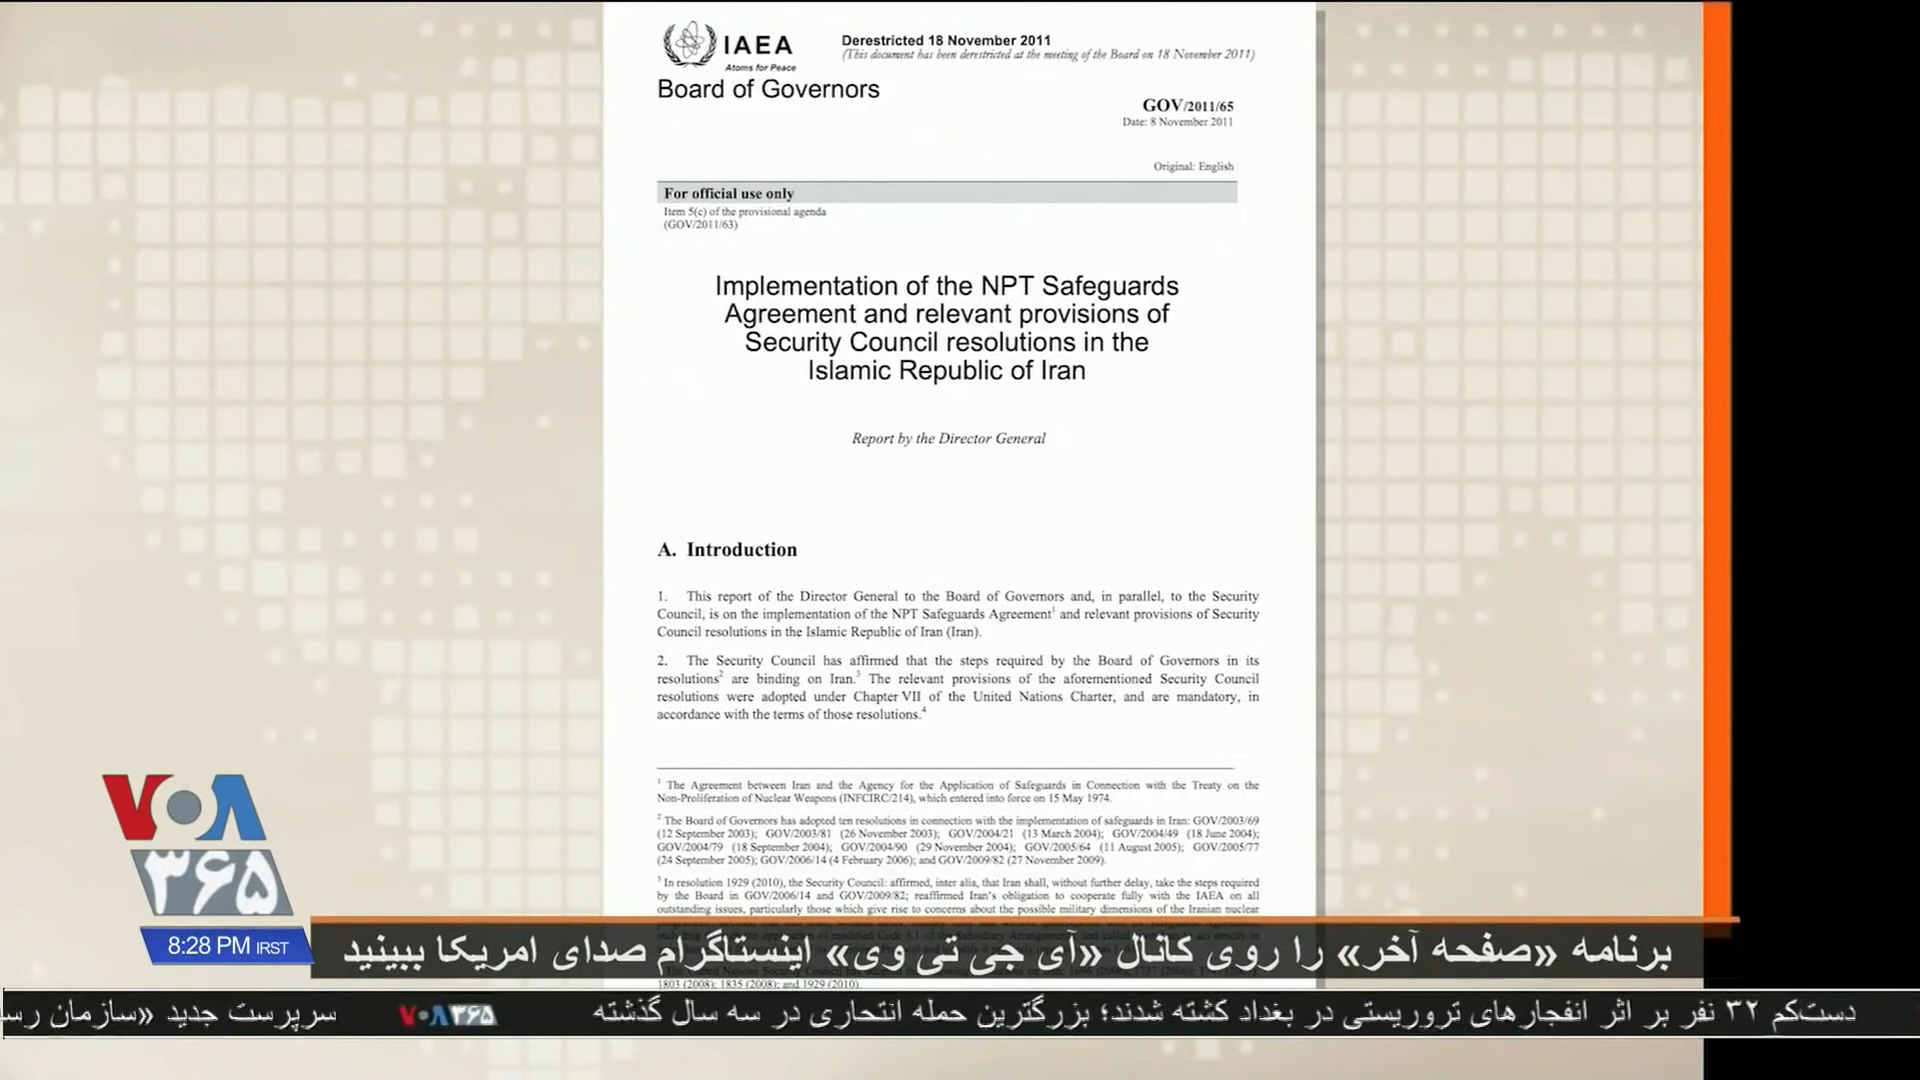 IAEA
Atoms for Peace
Derestricted 18 November 2011
(This document has been derestricted at the meeting of the Board on 18 November 2011)
Board of Governors
GOV/2011/65
Date: 8 November 2011
Original: English
For official use only
Item 5(c) of the provisional agenda
(GOV/2011/63)
Implementation of the NPT Safeguards
Agreement and relevant provisions of
Security Council resolutions in the
Islamic Republic of Iran
Report by the Director General
A. Introduction
1. This report of the Director General to the Board of Governors and, in parallel, to the Security
Council, is on the implementation of the NPT Safeguards Agreement1 and relevant provisions of Security
Council resolutions in the Islamic Republic of Iran (Iran).
2. The Security Council has affirmed that the steps required by the Board of Governors in its
resolutions2 are binding on Iran.3 The relevant provisions of the aforementioned Security Council
resolutions were adopted under Chapter VII of the United Nations Charter, and are mandatory, in
accordance with the terms of those resolutions.4
1 The Agreement between Iran and the Agency for the Application of Safeguards in Connection with the Treaty on the
Non-Proliferation of Nuclear Weapons (INFCIRC/214), which entered into force on 15 May 1974.
2 The Board of Governors has adopted ten resolutions in connection with the implementation of safeguards in Iran: GOV/2003/69
(12 September 2003); GOV/2003/81 (26 November 2003); GOV/2004/21 (13 March 2004); GOV/2004/49 (18 June 2004);
GOV/2004/79 (18 September 2004); GOV/2004/90 (29 November 2004); GOV/2005/64 (11 August 2005); GOV/2005/77
(24 September 2005); GOV/2006/14 (4 February 2006); and GOV/2009/82 (27 November 2009).
3 In resolution 1929 (2010), the Security Council: affirmed, inter alia, that Iran shall, without further delay, take the steps required
by the Board in GOV/2006/14 and GOV/2009/82; reaffirmed Iran's obligation to cooperate fully with the IAEA on all
outstanding issues, particularly those which give rise to concerns about the possible military dimensions of the Iranian nuclear
1803 (2008); 1835 (2008); and 1929 (2010).
VOA
۳۶۵
8:28 PM IRST
برنامه «صفحه آخر» را روی کانال «آی جی تی وی» اینستاگرام صدای امریکا ببینید
دست‌کم ۳۲ نفر بر اثر انفجارهای تروریستی در بغداد کشته شدند؛ بزرگترین حمله انتحاری در سه سال گذشته VOA۳۶۵ سرپرست جدید «سازمان